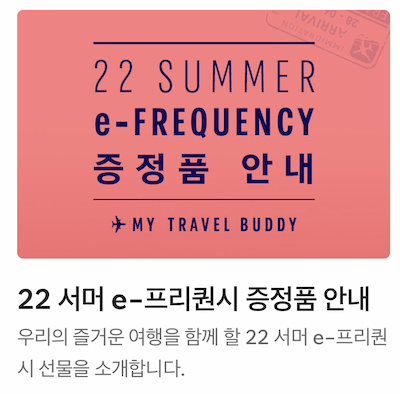 ARRIVAL
IMMIGRATION
22 SUMMER
e-FREQUENCY
증정품 안내
MY TRAVEL BUDDY
22 서머 e-프리퀀시 증정품 안내
우리의 즐거운 여행을 함께 할 22 서머 e-프리퀀
시 선물을 소개합니다.